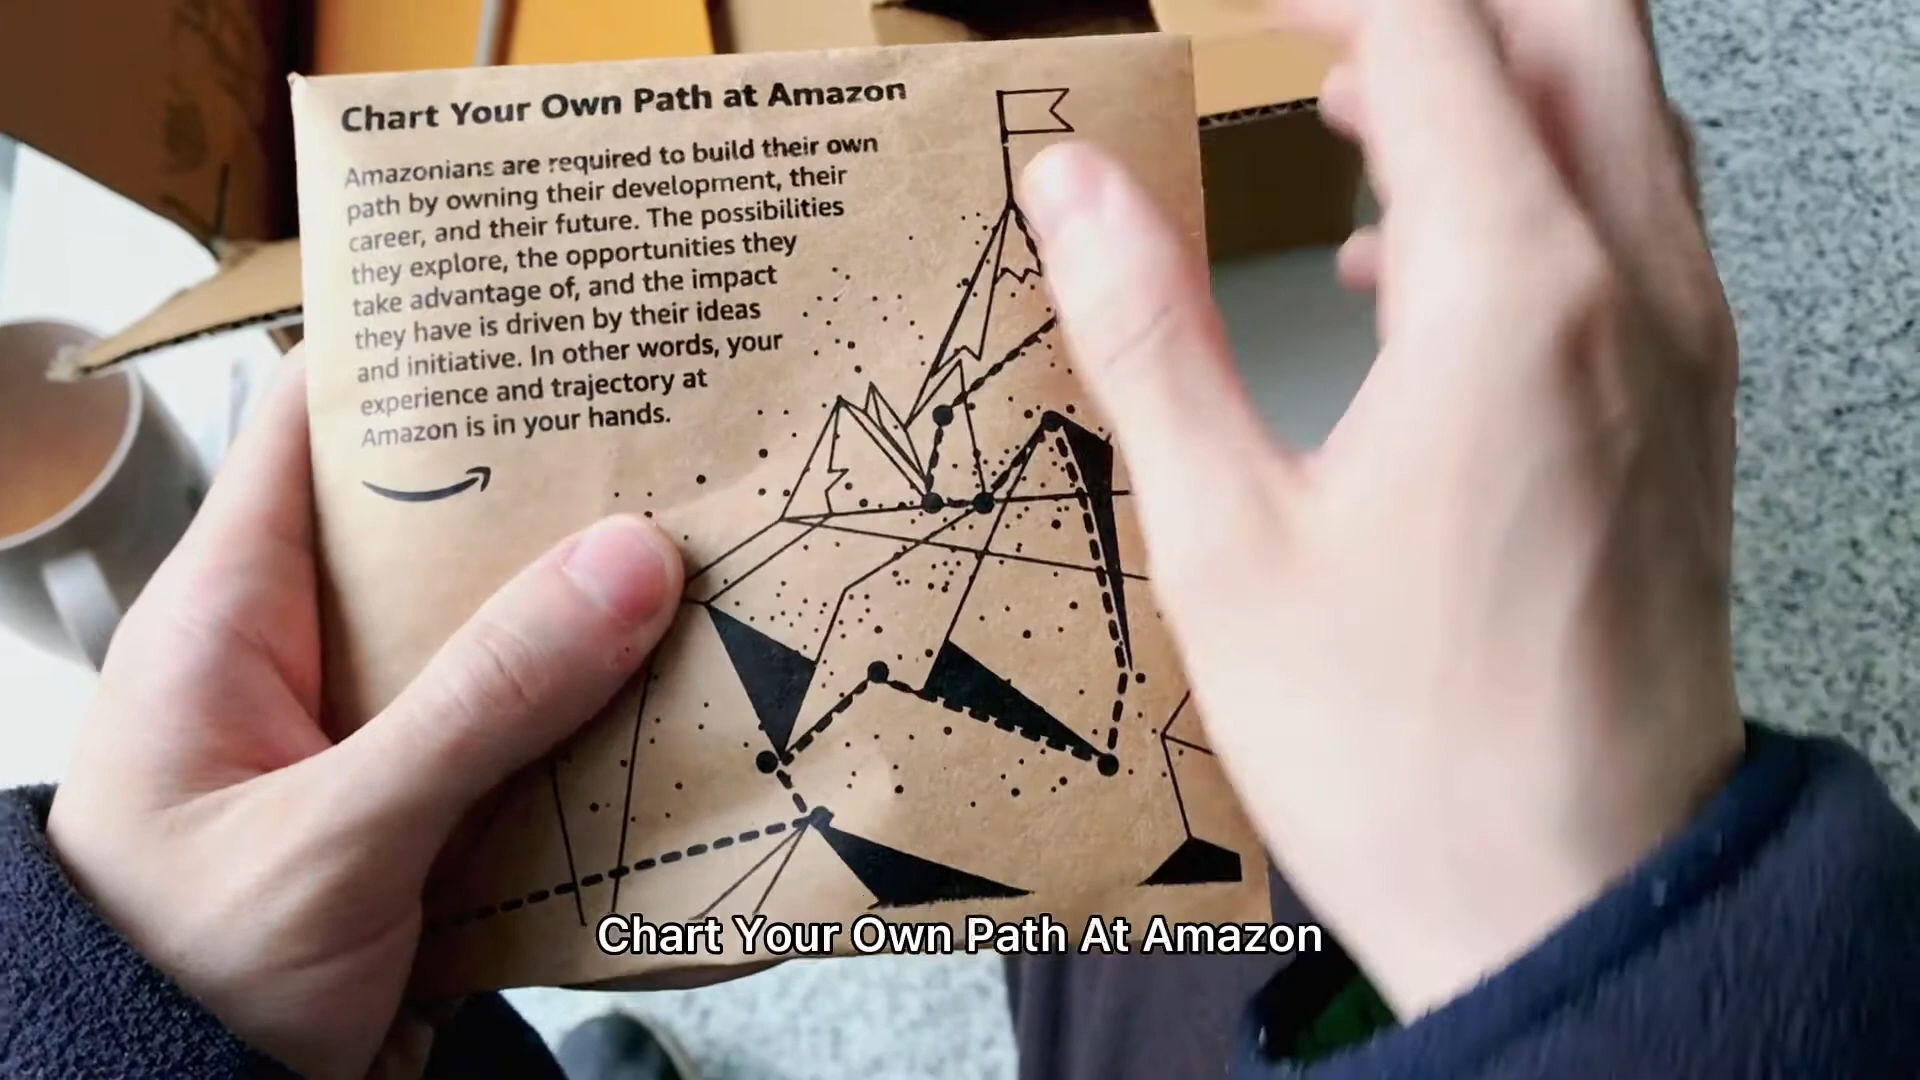 Chart Your Own Path at Amazon
Amazonians are required to build their own
path by owning their development, their
career, and their future. The possibilities
they explore, the opportunities they
take advantage of, and the impact
they have is driven by their ideas
and initiative. In other words, your
experience and trajectory at
Amazon is in your hands.
Chart Your Own Path At Amazon